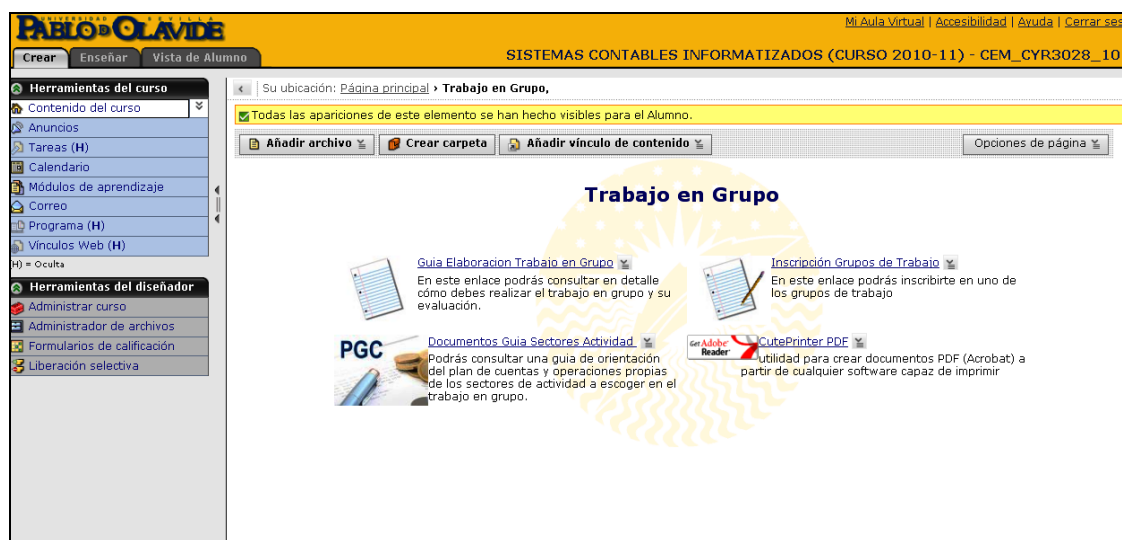 UNIVERSIDAD SEVILLA
PABLO D OLAVIDE
Mi Aula Virtual | Accesibilidad | Ayuda | Cerrar ses
Crear Enseñar Vista de Alumno
SISTEMAS CONTABLES INFORMATIZADOS (CURSO 2010-11) - CEM_CYR3028_10
Herramientas del curso
Contenido del curso
Anuncios
Tareas (H)
Calendario
Módulos de aprendizaje
Correo
Programa (H)
Vínculos Web (H)
(H) = Oculta
Herramientas del diseñador
Administrar curso
Administrador de archivos
Formularios de calificación
Liberación selectiva
Su ubicación: Página principal › Trabajo en Grupo,
Todas las apariciones de este elemento se han hecho visibles para el Alumno.
Añadir archivo Crear carpeta Añadir vínculo de contenido Opciones de página
Trabajo en Grupo
Guia Elaboracion Trabajo en Grupo
En este enlace podrás consultar en detalle
cómo debes realizar el trabajo en grupo y su
evaluación.
Inscripción Grupos de Trabajo
En este enlace podrás inscribirte en uno de
los grupos de trabajo
PGC
Documentos Guia Sectores Actividad
Podrás consultar una guia de orientación
del plan de cuentas y operaciones propias
de los sectores de actividad a escoger en el
trabajo en grupo.
Get Adobe
Reader
CutePrinter PDF
utilidad para crear documentos PDF (Acrobat) a
partir de cualquier software capaz de imprimir